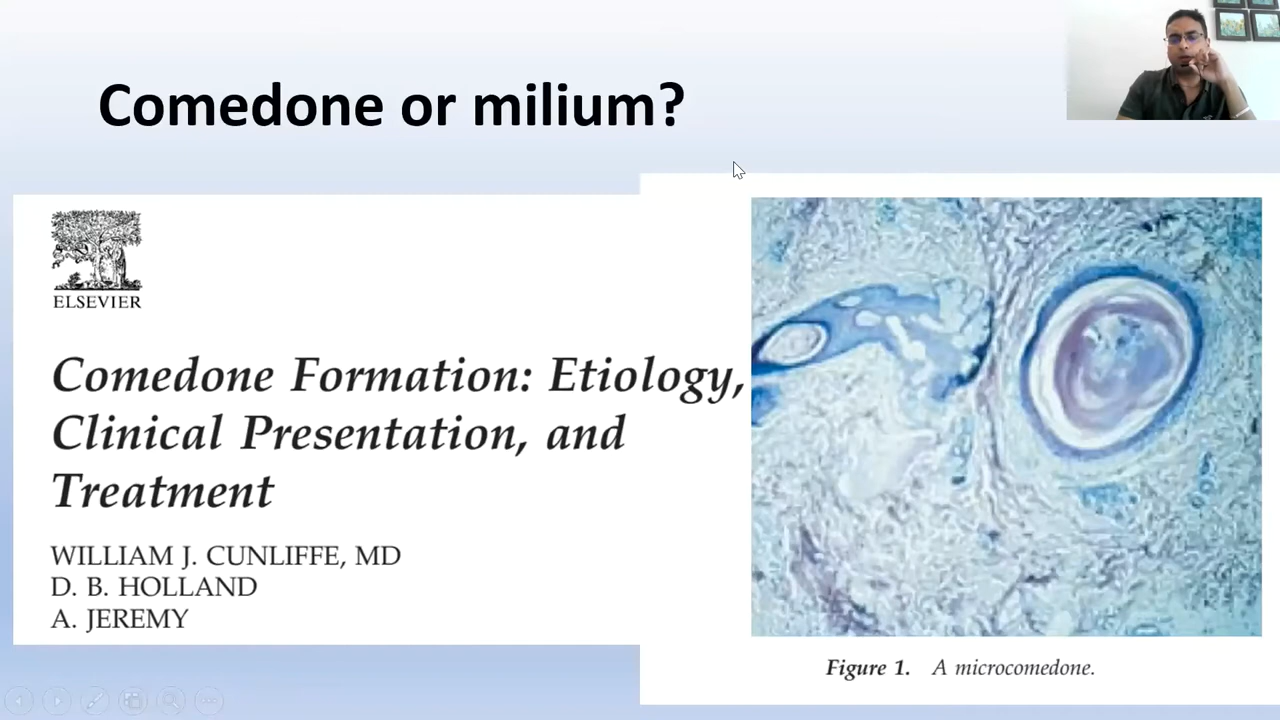 Comedone or milium?
ELSEVIER
Comedone Formation: Etiology,
Clinical Presentation, and
Treatment
WILLIAM J. CUNLIFFE, MD
D. B. HOLLAND
A. JEREMY
Figure 1. A microcomedone.